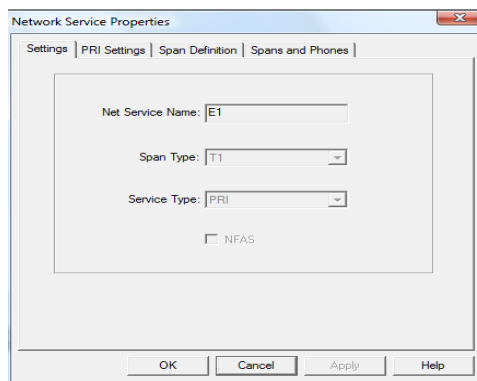 Network Service Properties
Settings PRI Settings Span Definition Spans and Phones
Net Service Name: E1
Span Type: T1
Service Type: PRI
NFAS
OK Cancel Apply Help